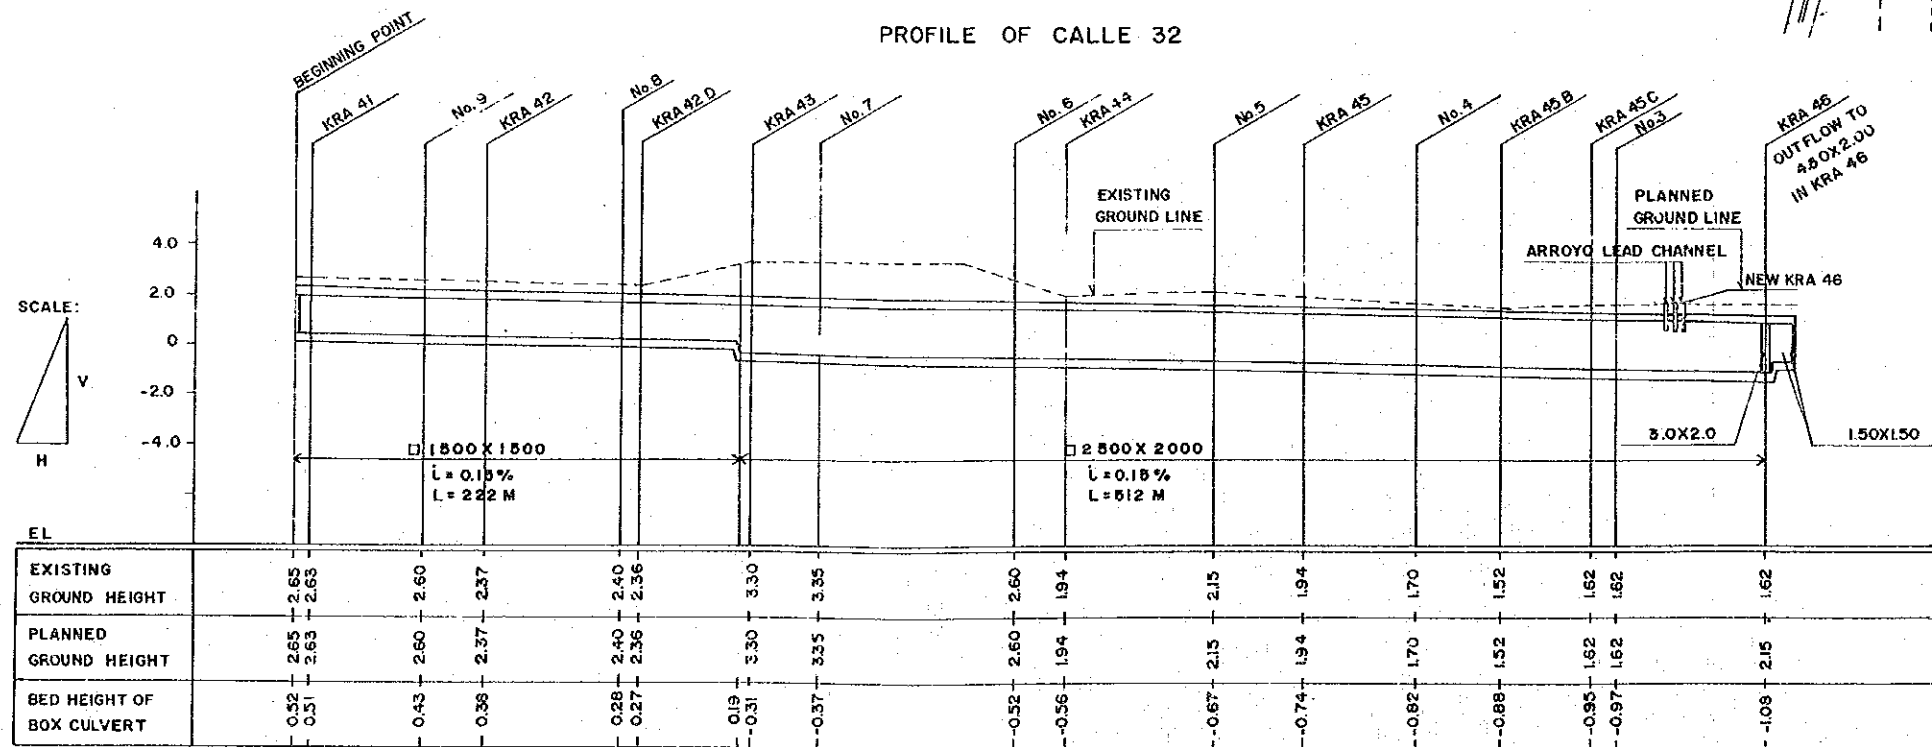 PROFILE OF CALLE 32
BEGINNING POINT
KRA 41
No. 9
KRA 42
No. 8
KRA 42 D
KRA 43
No. 7
No. 6
KRA 44
No. 5
KRA 45
No. 4
KRA 45 B
KRA 45 C
No.3
KRA 46
OUTFLOW TO
4.50X2.00
IN KRA 46
EXISTING
GROUND LINE
PLANNED
GROUND LINE
ARROYO LEAD CHANNEL
NEW KRA 46
SCALE:
V
H
4.0
2.0
0
-2.0
-4.0
□ 1500 X 1500
i = 0.15%
L = 222 M
□ 2500 X 2000
i = 0.15%
L = 512 M
3.0X2.0
1.50X1.50
EL
EXISTING
GROUND HEIGHT
2.65 2.63 2.60 2.37 2.40 2.36 3.30 3.35 2.60 1.94 2.15 1.94 1.70 1.52 1.62 1.62 1.62
PLANNED
GROUND HEIGHT
2.65 2.63 2.60 2.37 2.40 2.36 3.30 3.35 2.60 1.94 2.15 1.94 1.70 1.52 1.62 1.62 2.15
BED HEIGHT OF
BOX CULVERT
0.52 0.51 0.43 0.38 0.28 0.27 0.19 -0.31 -0.37 -0.52 -0.56 -0.67 -0.74 -0.82 -0.88 -0.95 -0.97 -1.08